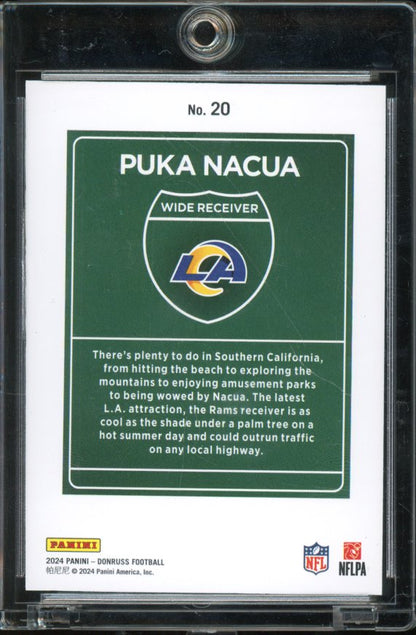 No. 20
PUKA NACUA
WIDE RECEIVER
LA
There's plenty to do in Southern California,
from hitting the beach to exploring the
mountains to enjoying amusement parks
to being wowed by Nacua. The latest
L.A. attraction, the Rams receiver is as
cool as the shade under a palm tree on a
hot summer day and could outrun traffic
on any local highway.
PANINI
2024 PANINI – DONRUSS FOOTBALL
帕尼尼 © 2024 Panini America, Inc.
NFL
NFLPA